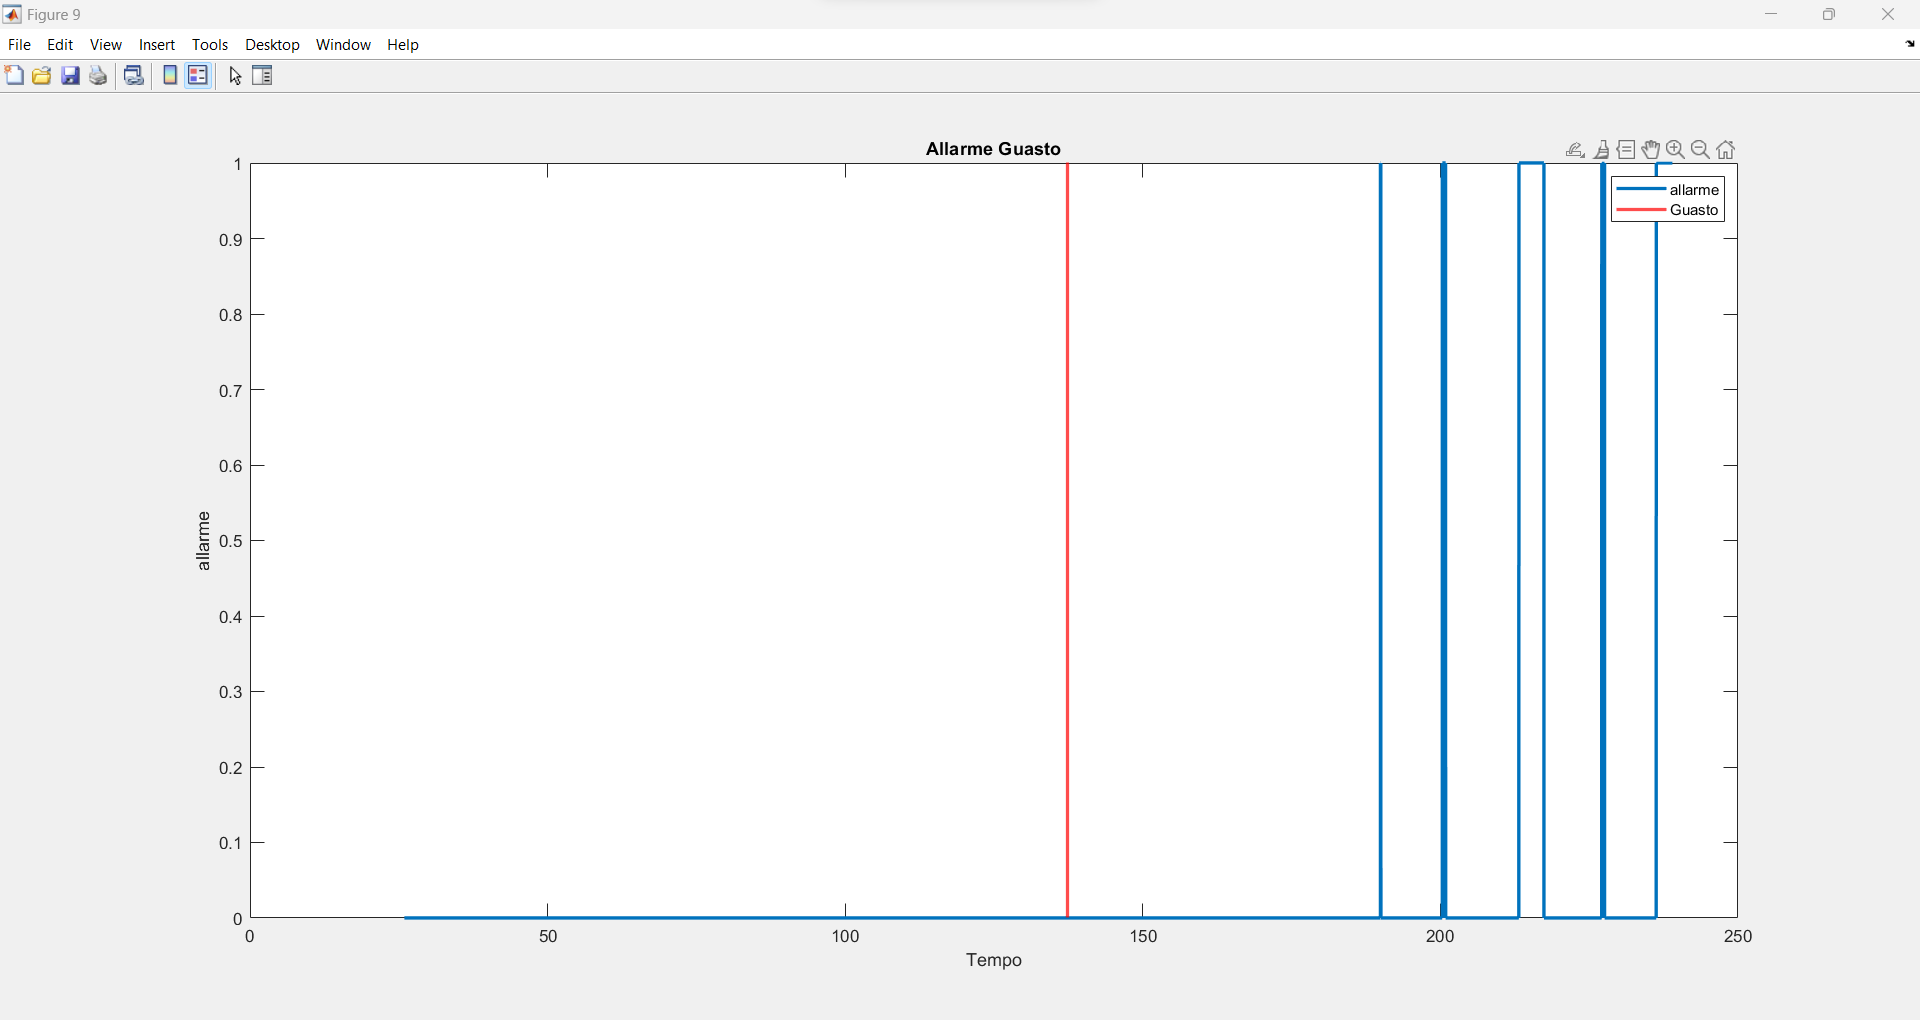 Figure 9
File Edit View Insert Tools Desktop Window Help
Allarme Guasto
allarme
Guasto
1
0.9
0.8
0.7
0.6
0.5
0.4
0.3
0.2
0.1
0
allarme
0 50 100 150 200 250
Tempo